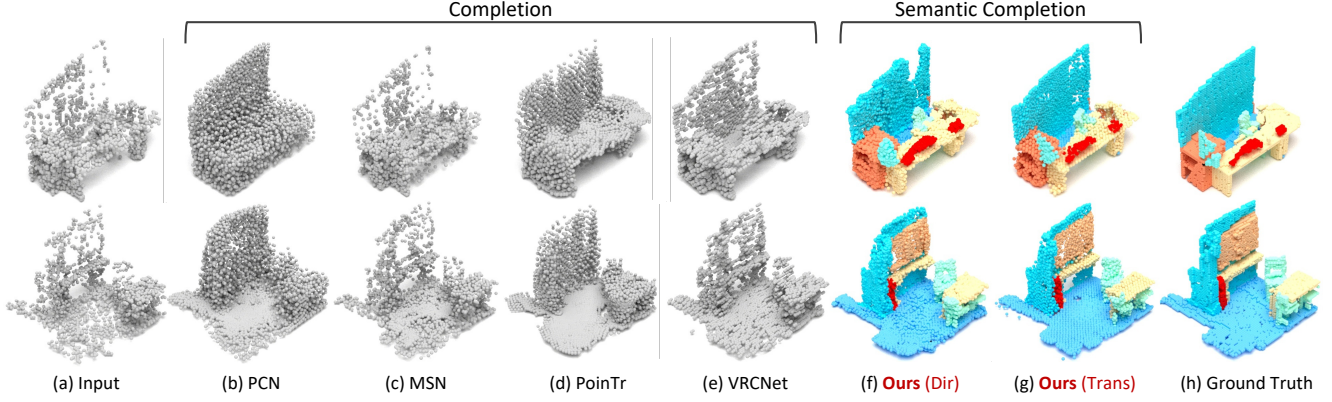 Completion
Semantic Completion
(a) Input
(b) PCN
(c) MSN
(d) PoinTr
(e) VRCNet
(f) Ours (Dir)
(g) Ours (Trans)
(h) Ground Truth